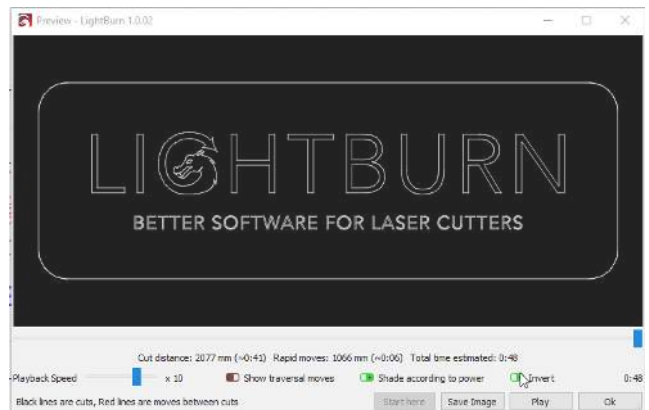 Preview - LightBurn 1.0.02
LIGHTBURN
BETTER SOFTWARE FOR LASER CUTTERS
Cut distance: 2077 mm (~0:41) Rapid moves: 1066 mm (~0:06) Total time estimated: 0:48
Playback Speed x 10 Show traversal moves Shade according to power Invert 0:48
Black lines are cuts, Red lines are moves between cuts Start here Save Image Play Ok